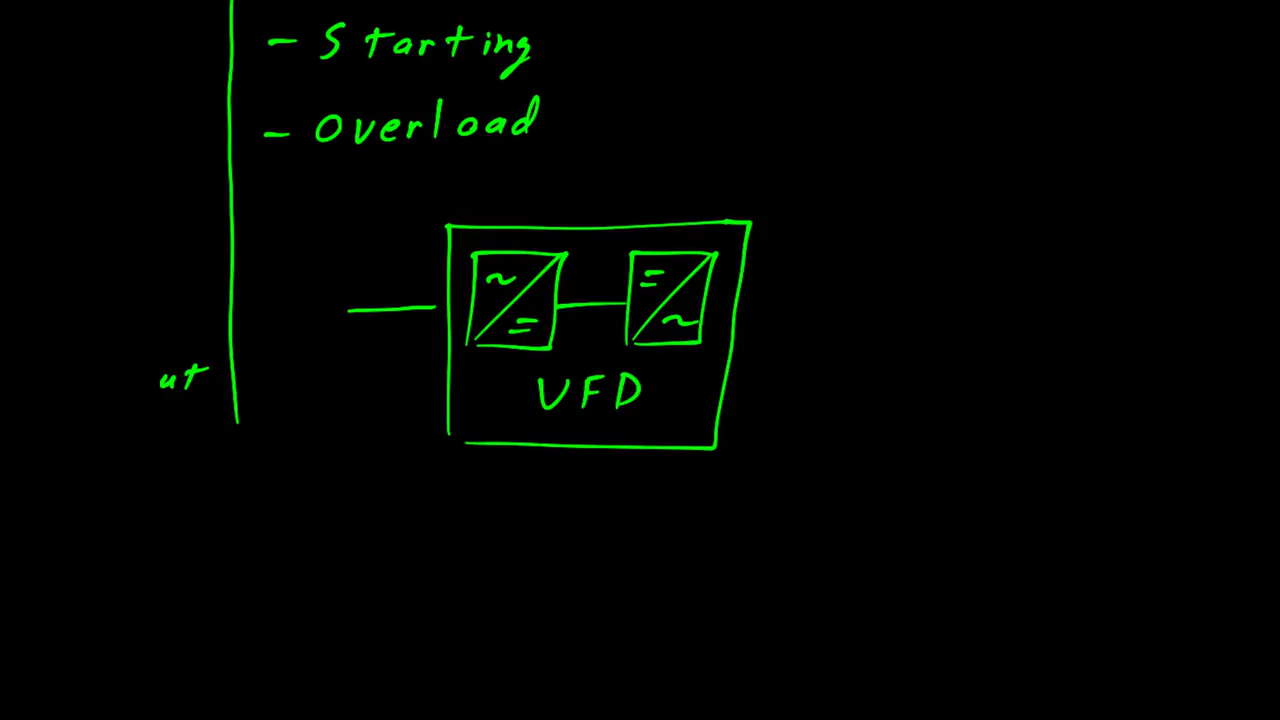 - Starting
- Overload
~ = = ~
VFD
ut